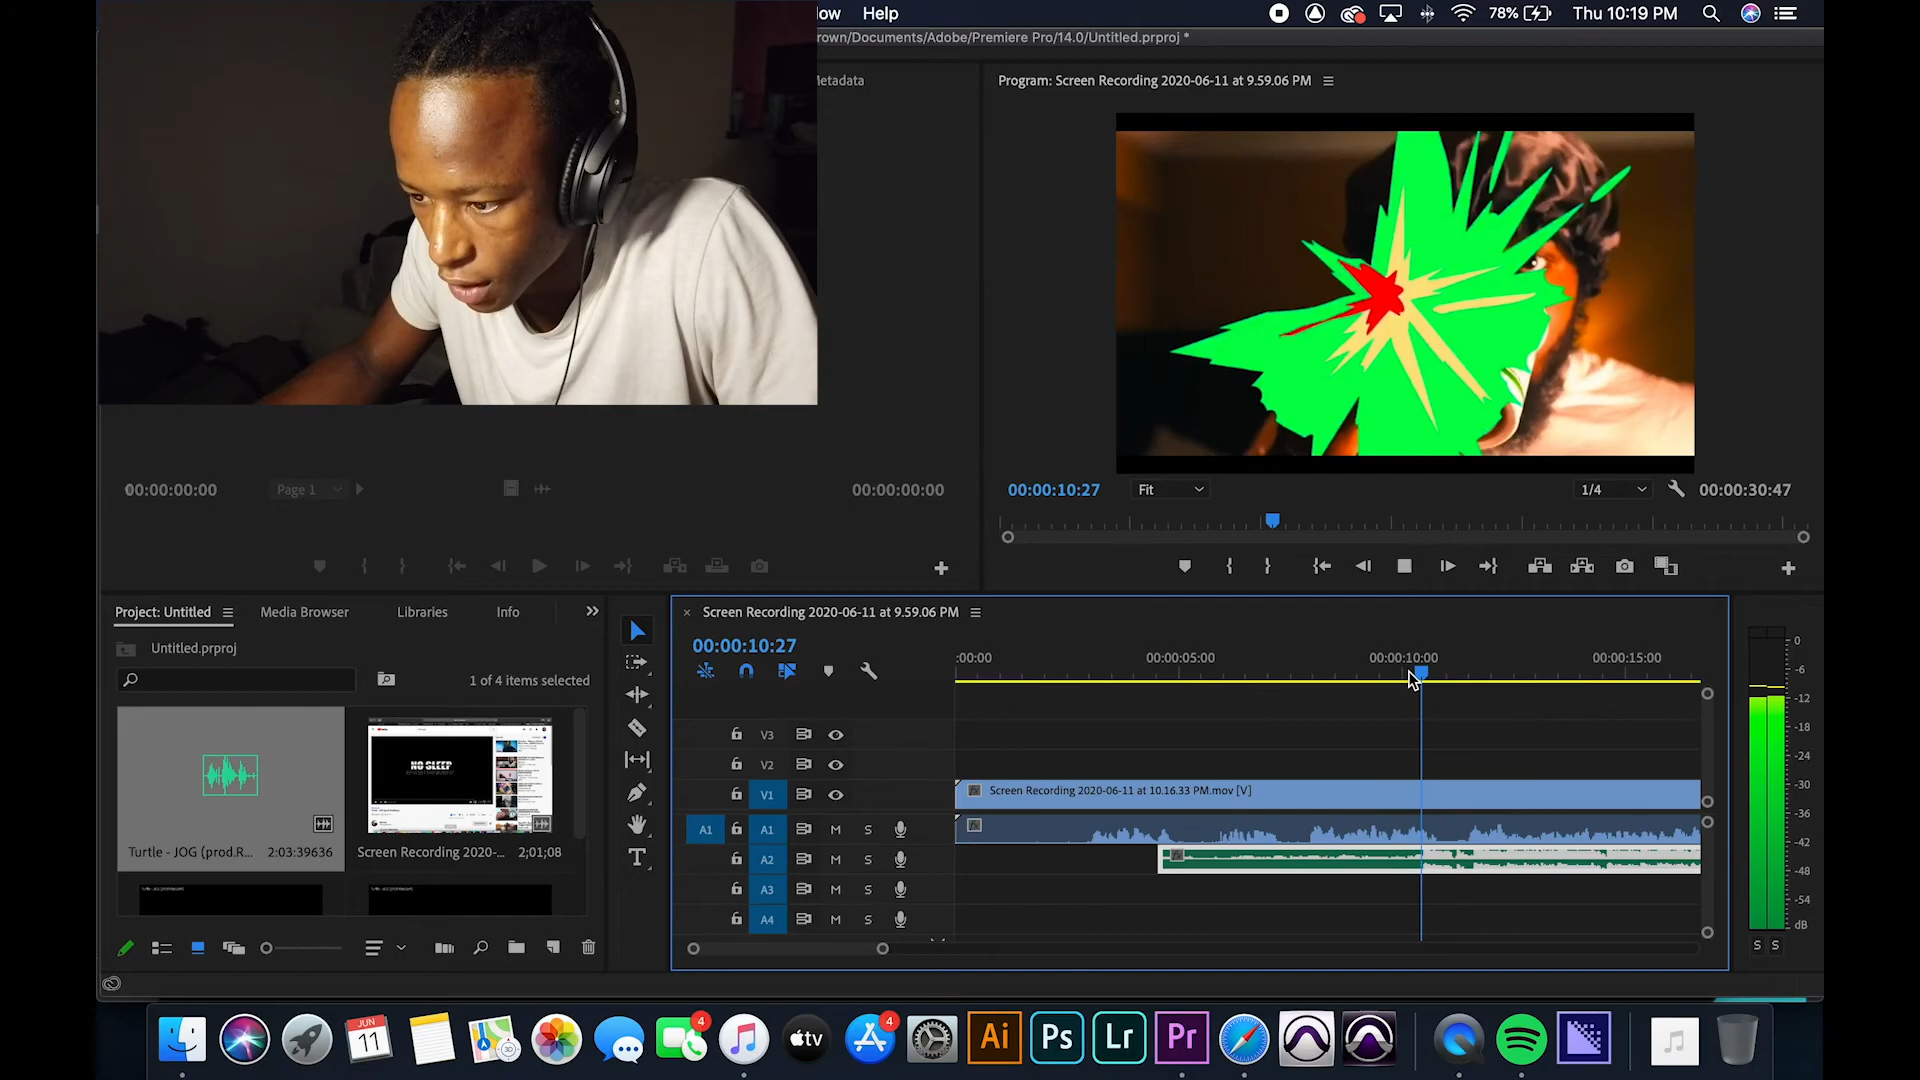 ow Help
78% Thu 10:19 PM
rown/Documents/Adobe/Premiere Pro/14.0/Untitled.prproj *
Metadata
Program: Screen Recording 2020-06-11 at 9.59.06 PM
00:00:00:00 Page 1 00:00:00:00
00:00:10:27 Fit 1/4 00:00:30:47
Project: Untitled Media Browser Libraries Info
Untitled.prproj
1 of 4 items selected
NO SLEEP
Turtle - JOG (prod.R... 2:03:39636
Screen Recording 2020-... 2;01;08
Screen Recording 2020-06-11 at 9.59.06 PM
00:00:10:27
:00:00 00:00:05:00 00:00:10:00 00:00:15:00
V3
V2
V1 Screen Recording 2020-06-11 at 10.16.33 PM.mov [V]
A1 A1 M S
A2 M S
A3 M S
A4 M S
0
-6
-12
-18
-24
-30
-36
-42
-48
-54
dB
S S
JUN
11
3D
4
tv
4
Ai Ps Lr Pr